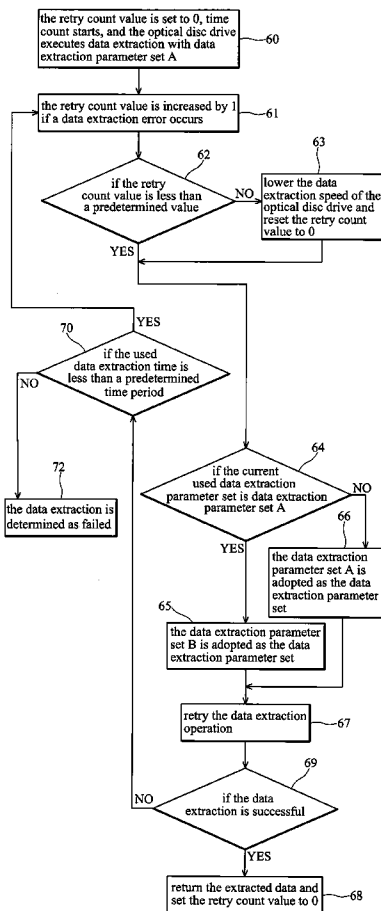 the retry count value is set to 0, time
count starts, and the optical disc drive
executes data extraction with data
extraction parameter set A
60
the retry count value is increased by 1
if a data extraction error occurs
61
62
if the retry
count value is less than
a predetermined value
NO
YES
63
lower the data
extraction speed of the
optical disc drive and
reset the retry count
value to 0
YES
70
if the used
data extraction time is
less than a predetermined
time period
NO
72
the data extraction is
determined as failed
64
if the current
used data extraction
parameter set is data extraction
parameter set A
NO
YES
66
the data extraction
parameter set A is
adopted as the data
extraction parameter
set
65
the data extraction parameter
set B is adopted as the data
extraction parameter set
retry the data extraction
operation
67
69
if the data
extraction is successful
NO
YES
return the extracted data and
set the retry count value to 0
68